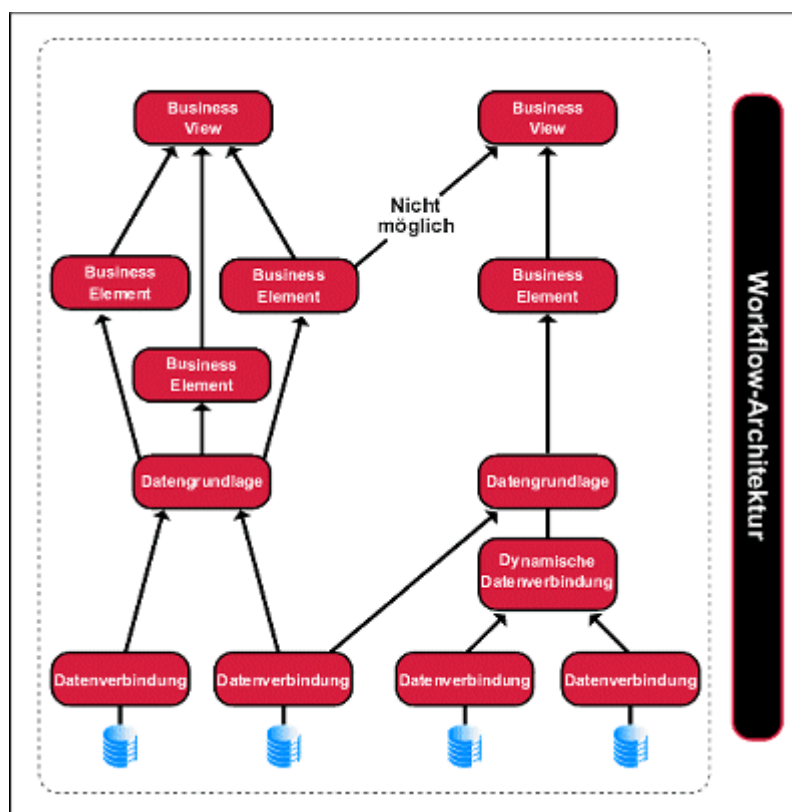 Business
View
Business
View
Nicht
möglich
Business
Element
Business
Element
Business
Element
Business
Element
Datengrundlage
Datengrundlage
Dynamische
Datenverbindung
Datenverbindung
Datenverbindung
Datenverbindung
Datenverbindung
Workflow-Architektur